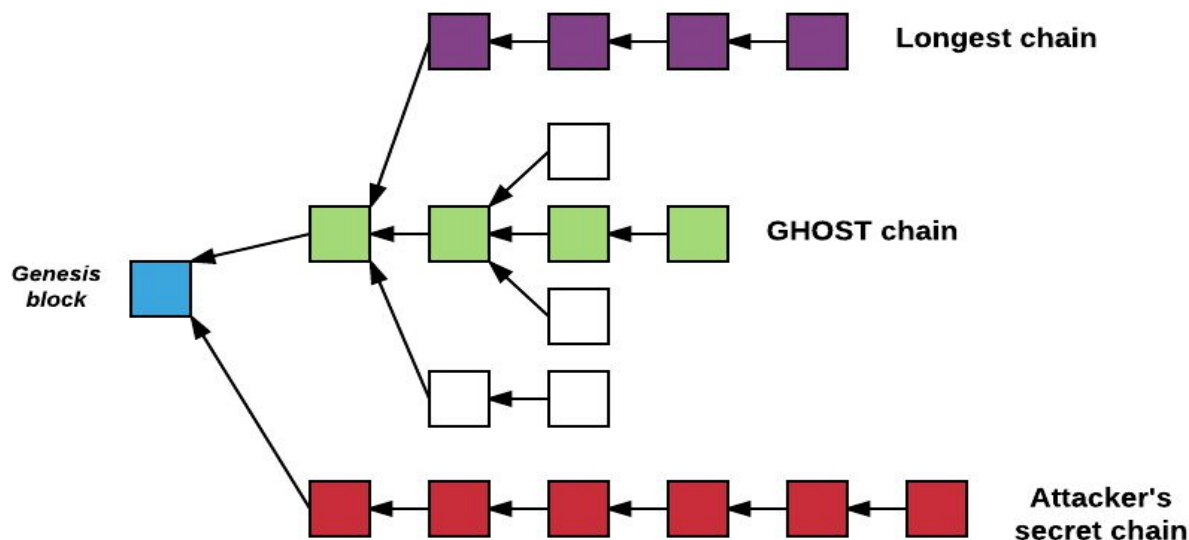 Longest chain
GHOST chain
Genesis
block
Attacker's
secret chain